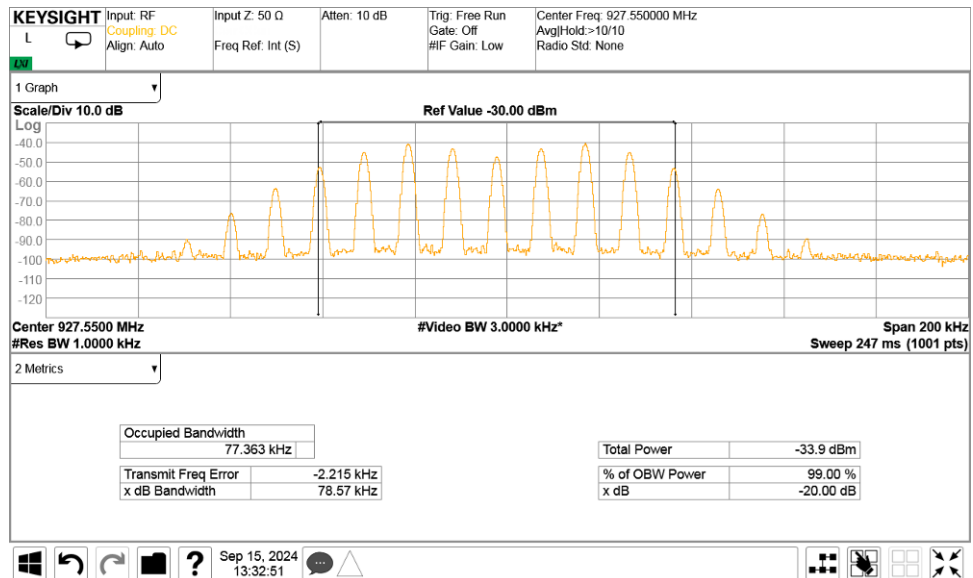 KEYSIGHT Input: RF Input Z: 50 Ω Atten: 10 dB Trig: Free Run Center Freq: 927.550000 MHz
L Coupling: DC Gate: Off Avg|Hold:>10/10
Align: Auto Freq Ref: Int (S) #IF Gain: Low Radio Std: None
LXI
1 Graph
Scale/Div 10.0 dB Ref Value -30.00 dBm
Log
-40.0
-50.0
-60.0
-70.0
-80.0
-90.0
-100
-110
-120
Center 927.5500 MHz #Video BW 3.0000 kHz* Span 200 kHz
#Res BW 1.0000 kHz Sweep 247 ms (1001 pts)
2 Metrics
Occupied Bandwidth
77.363 kHz Total Power -33.9 dBm
Transmit Freq Error -2.215 kHz % of OBW Power 99.00 %
x dB Bandwidth 78.57 kHz x dB -20.00 dB
? Sep 15, 2024
13:32:51